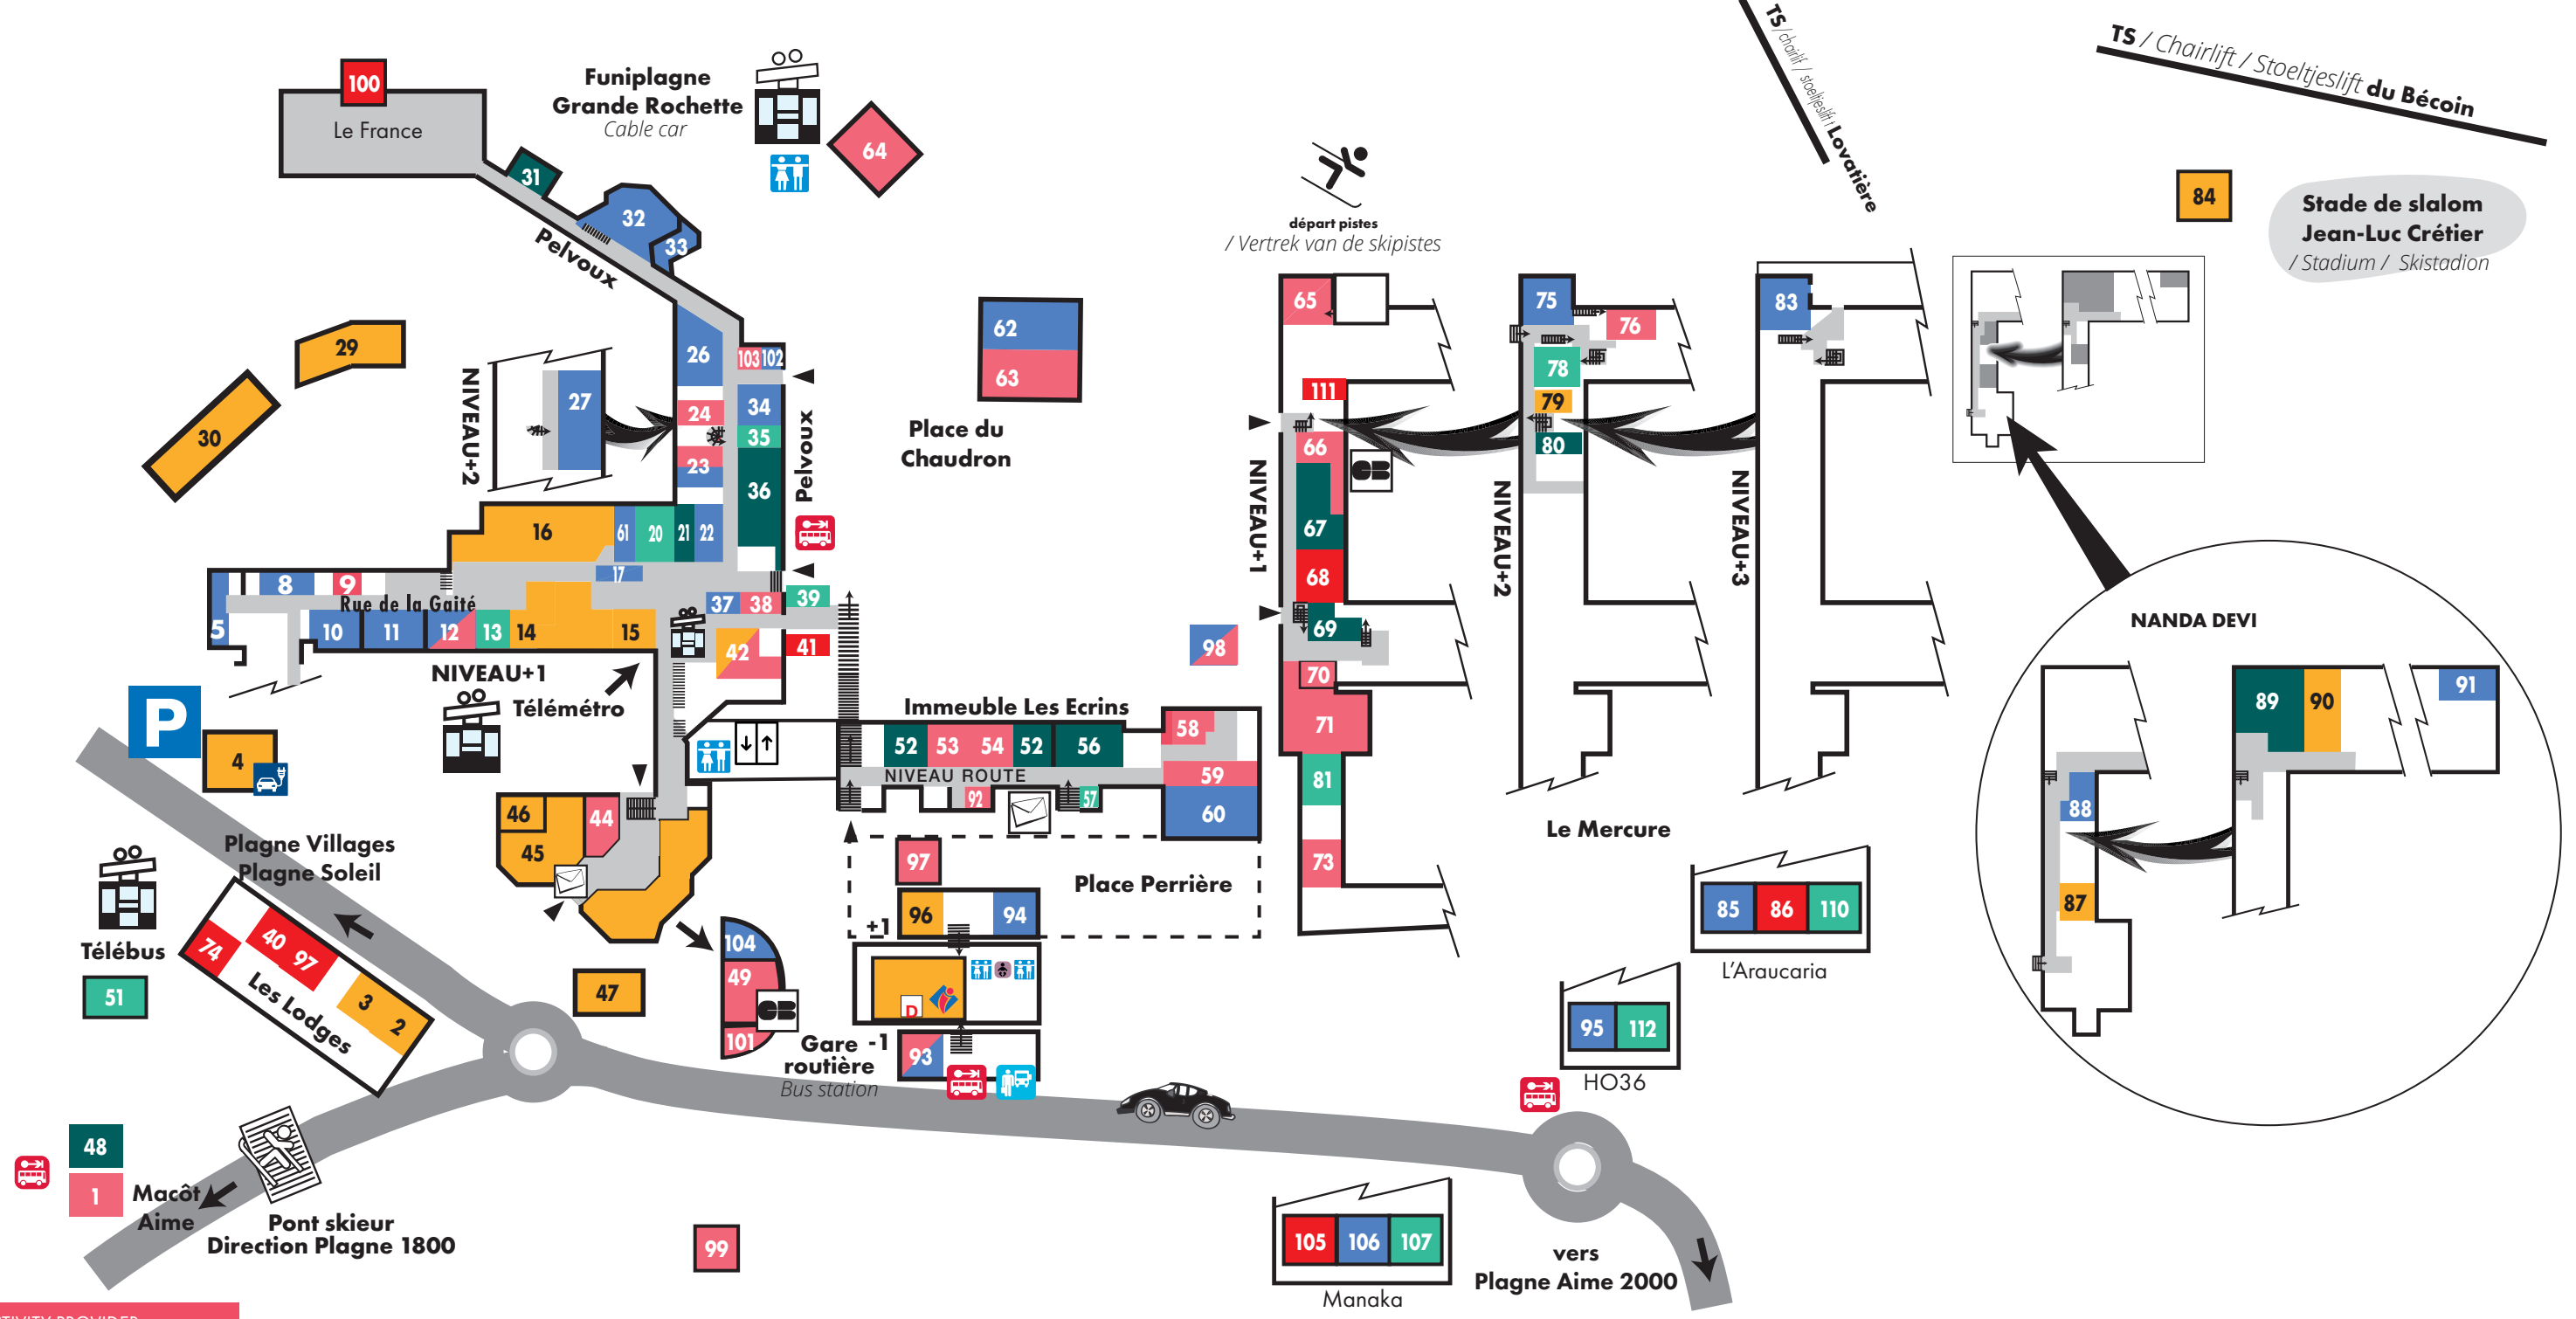 TS / chairlift / stoeltjeslift / Lovatière
TS / Chairlift / Stoeltjeslift du Bécoin
100
Le France
Funiplagne
Grande Rochette
Cable car
64
31
32
33
Pelvoux
84
Stade de slalom
Jean-Luc Crétier
/ Stadium / Skistadion
départ pistes
/ Vertrek van de skipistes
29
30
NIVEAU+2
27
26
103
102
24
34
35
23
36
Pelvoux
62
63
Place du
Chaudron
16
61
20
21
22
17
8
9
Rue de la Gaité
5
10
11
12
13
14
15
37
38
39
42
41
NIVEAU+1
Télémétro
P
4
65
111
66
67
68
69
70
71
81
73
CB
NIVEAU+1
75
76
78
79
80
NIVEAU+2
83
NIVEAU+3
Le Mercure
98
Immeuble Les Ecrins
52
53
54
52
56
58
NIVEAU ROUTE
59
92
57
60
NANDA DEVI
89
90
91
88
87
46
45
44
Plagne Villages
Plagne Soleil
Télébus
51
74
40
97
3
2
Les Lodges
47
104
49
CB
101
97
Place Perrière
+1
96
94
D
Gare
routière
Bus station
-1
93
85
86
110
L'Araucaria
95
112
HO36
48
1
Macôt
Aime
Pont skieur
Direction Plagne 1800
99
105
106
107
Manaka
vers
Plagne Aime 2000